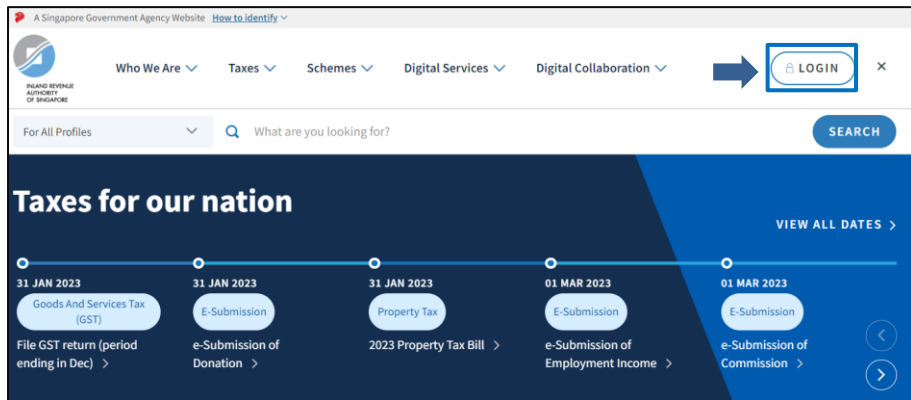 A Singapore Government Agency Website How to identify
INLAND REVENUE
AUTHORITY
OF SINGAPORE
Who We Are
Taxes
Schemes
Digital Services
Digital Collaboration
LOGIN
For All Profiles
What are you looking for?
SEARCH
Taxes for our nation
VIEW ALL DATES
31 JAN 2023
Goods And Services Tax
(GST)
File GST return (period
ending in Dec)
31 JAN 2023
E-Submission
e-Submission of
Donation
31 JAN 2023
Property Tax
2023 Property Tax Bill
01 MAR 2023
E-Submission
e-Submission of
Employment Income
01 MAR 2023
E-Submission
e-Submission of
Commission